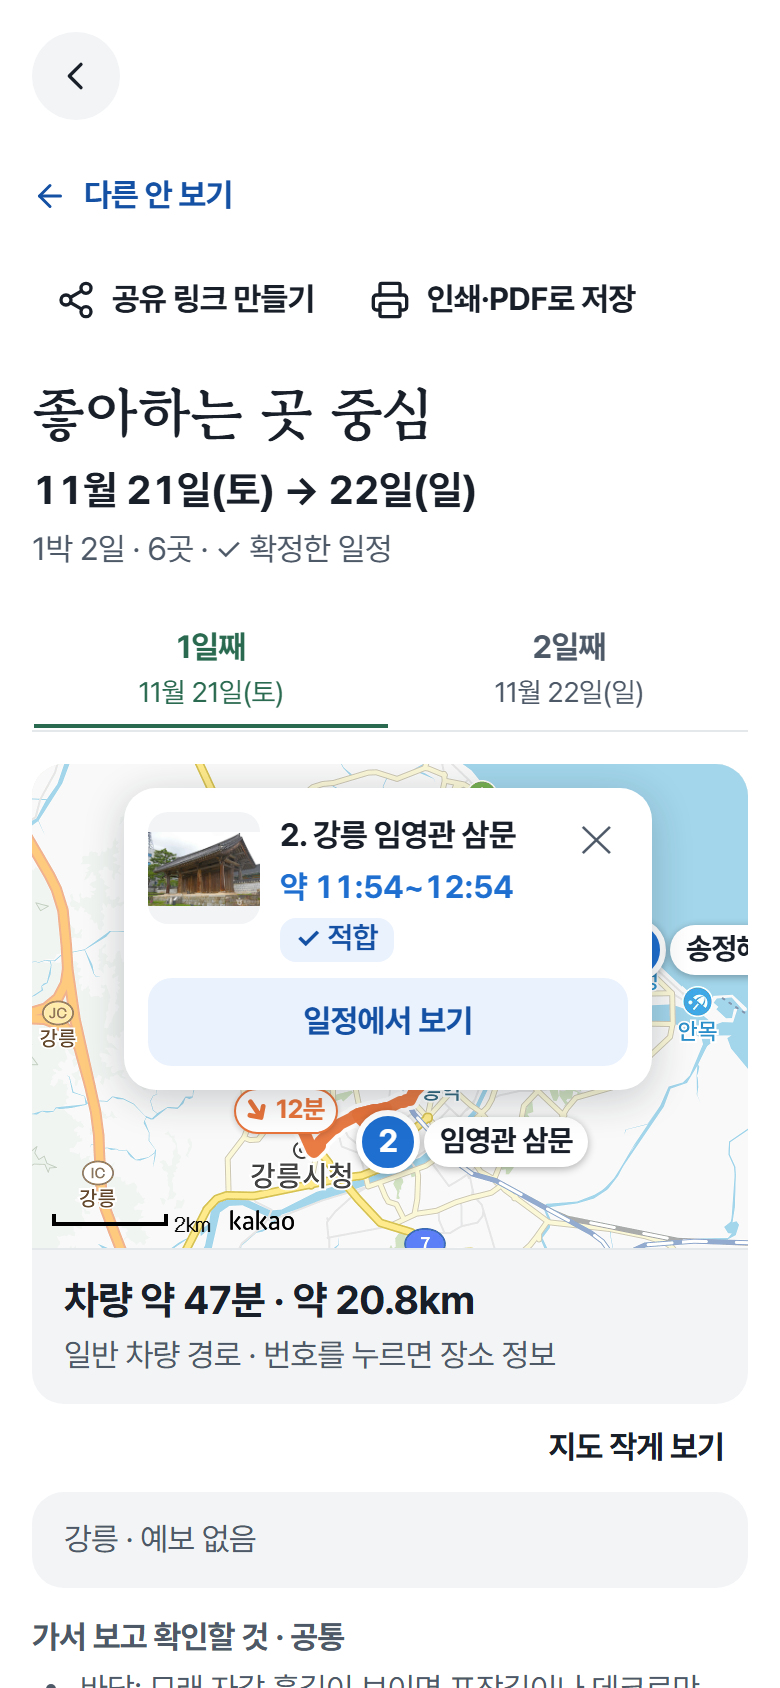 다른 안 보기
공유 링크 만들기
인쇄·PDF로 저장
좋아하는 곳 중심
11월 21일(토) → 22일(일)
1박 2일 · 6곳 · ✓ 확정한 일정
1일째
11월 21일(토)
2일째
11월 22일(일)
2. 강릉 임영관 삼문
약 11:54~12:54
✓ 적합
일정에서 보기
송정해
JC
강릉
안목
12분
2
임영관 삼문
강릉시청
IC
강릉
2km
kakao
7
차량 약 47분 · 약 20.8km
일반 차량 경로 · 번호를 누르면 장소 정보
지도 작게 보기
강릉 · 예보 없음
가서 보고 확인할 것 · 공통